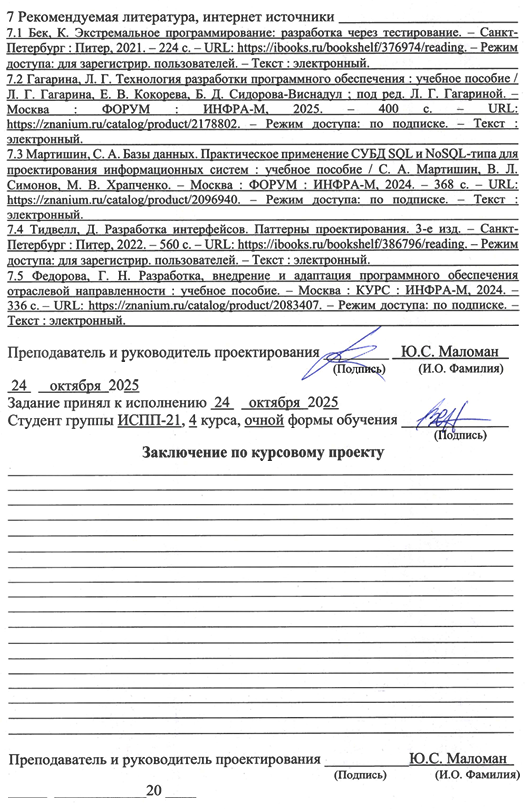 7 Рекомендуемая литература, интернет источники
7.1 Бек, К. Экстремальное программирование: разработка через тестирование. – Санкт-
Петербург : Питер, 2021. – 224 с. – URL: https://ibooks.ru/bookshelf/376974/reading. – Режим
доступа: для зарегистрир. пользователей. – Текст : электронный.
7.2 Гагарина, Л. Г. Технология разработки программного обеспечения : учебное пособие /
Л. Г. Гагарина, Е. В. Кокорева, Б. Д. Сидорова-Виснадул ; под ред. Л. Г. Гагариной. –
Москва : ФОРУМ : ИНФРА-М, 2025. – 400 с. – URL:
https://znanium.ru/catalog/product/2178802. – Режим доступа: по подписке. – Текст :
электронный.
7.3 Мартишин, С. А. Базы данных. Практическое применение СУБД SQL и NoSQL-типа для
проектирования информационных систем : учебное пособие / С. А. Мартишин, В. Л.
Симонов, М. В. Храпченко. – Москва : ФОРУМ : ИНФРА-М, 2024. – 368 с. – URL:
https://znanium.ru/catalog/product/2096940. – Режим доступа: по подписке. – Текст :
электронный.
7.4 Тидвелл, Д. Разработка интерфейсов. Паттерны проектирования. 3-е изд. – Санкт-
Петербург : Питер, 2022. – 560 с. – URL: https://ibooks.ru/bookshelf/386796/reading. – Режим
доступа: для зарегистрир. пользователей. – Текст : электронный.
7.5 Федорова, Г. Н. Разработка, внедрение и адаптация программного обеспечения
отраслевой направленности : учебное пособие. – Москва : КУРС : ИНФРА-М, 2024. –
336 с. – URL: https://znanium.ru/catalog/product/2083407. – Режим доступа: по подписке. –
Текст : электронный.
Преподаватель и руководитель проектирования Ю.С. Маломан
(Подпись) (И.О. Фамилия)
24 октября 2025
Задание принял к исполнению 24 октября 2025
Студент группы ИСПП-21, 4 курса, очной формы обучения
(Подпись)
Заключение по курсовому проекту
Преподаватель и руководитель проектирования Ю.С. Маломан
(Подпись) (И.О. Фамилия)
20